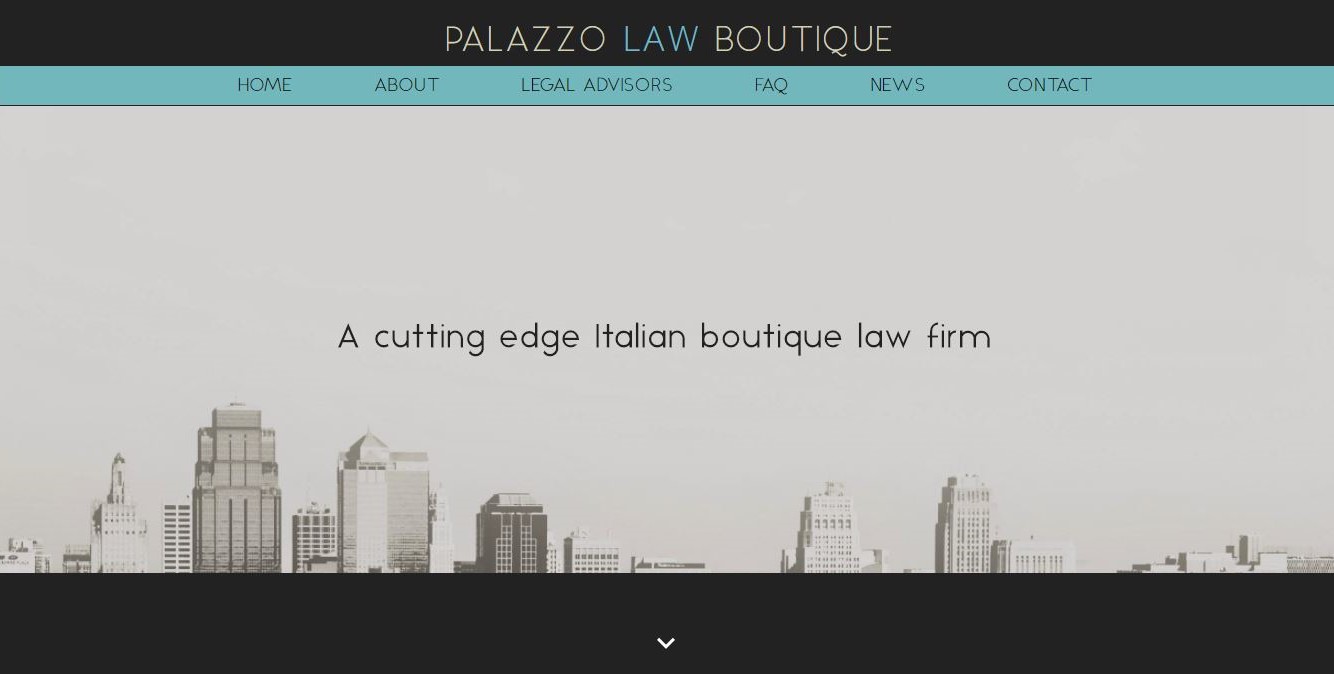 PALAZZO LAW BOUTIQUE
HOME ABOUT LEGAL ADVISORS FAQ NEWS CONTACT
A cutting edge Italian boutique law firm